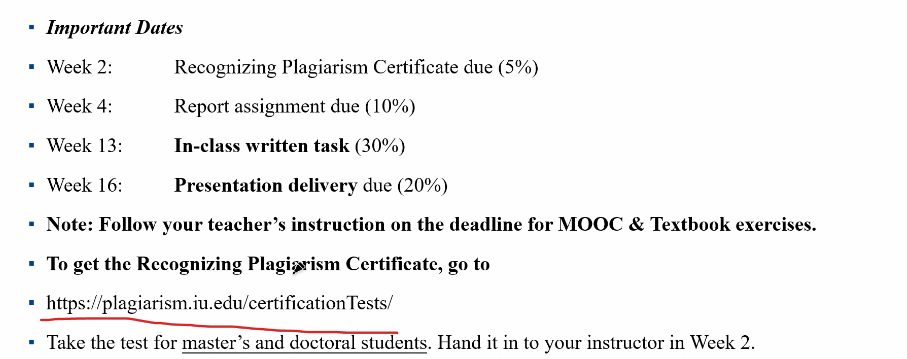 Important Dates
Week 2: Recognizing Plagiarism Certificate due (5%)
Week 4: Report assignment due (10%)
Week 13: In-class written task (30%)
Week 16: Presentation delivery due (20%)
Note: Follow your teacher’s instruction on the deadline for MOOC & Textbook exercises.
To get the Recognizing Plagiarism Certificate, go to
https://plagiarism.iu.edu/certificationTests/
Take the test for master’s and doctoral students. Hand it in to your instructor in Week 2.